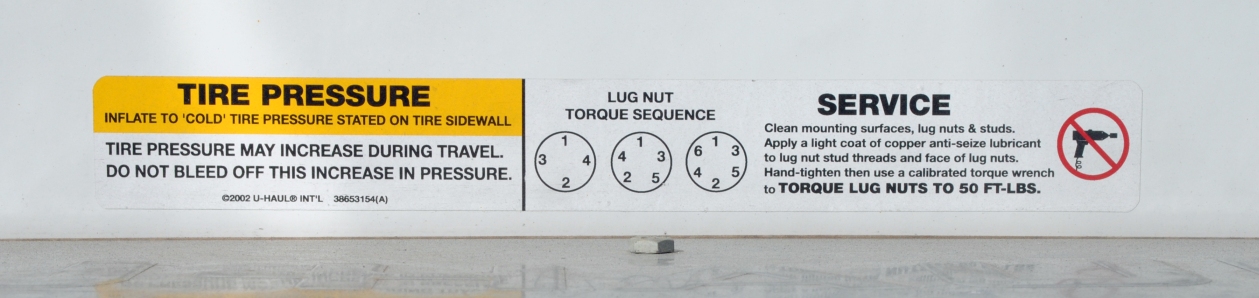 TIRE PRESSURE
INFLATE TO 'COLD' TIRE PRESSURE STATED ON TIRE SIDEWALL
TIRE PRESSURE MAY INCREASE DURING TRAVEL.
DO NOT BLEED OFF THIS INCREASE IN PRESSURE.
©2002 U-HAUL® INT'L 38653154(A)
LUG NUT
TORQUE SEQUENCE
1
3 4
2
1
4 3
2 5
1
6 3
4 5
2
SERVICE
Clean mounting surfaces, lug nuts & studs.
Apply a light coat of copper anti-seize lubricant
to lug nut stud threads and face of lug nuts.
Hand-tighten then use a calibrated torque wrench
to TORQUE LUG NUTS TO 50 FT-LBS.